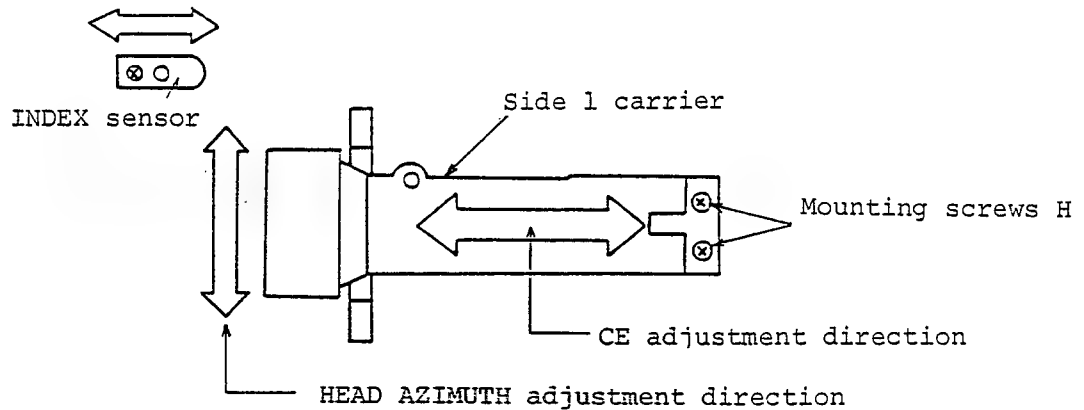 INDEX sensor
Side 1 carrier
Mounting screws H
CE adjustment direction
HEAD AZIMUTH adjustment direction